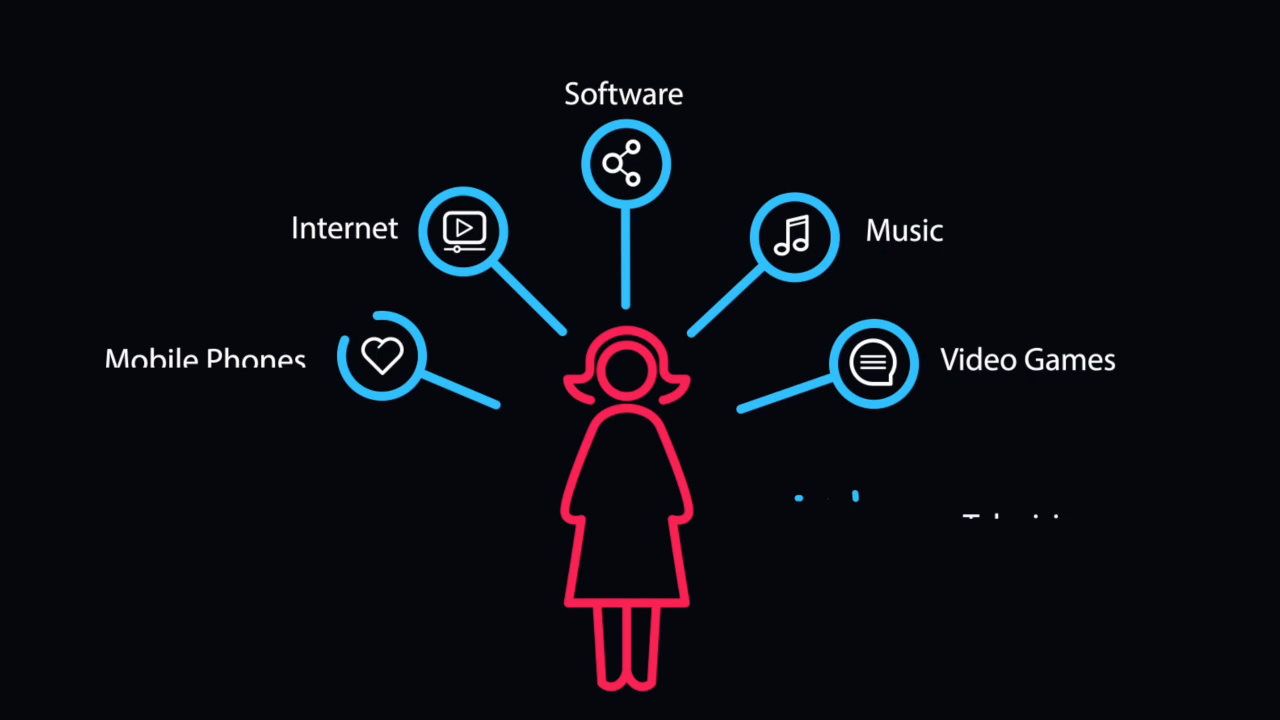 Software
Internet
Music
Mobile Phones
Video Games